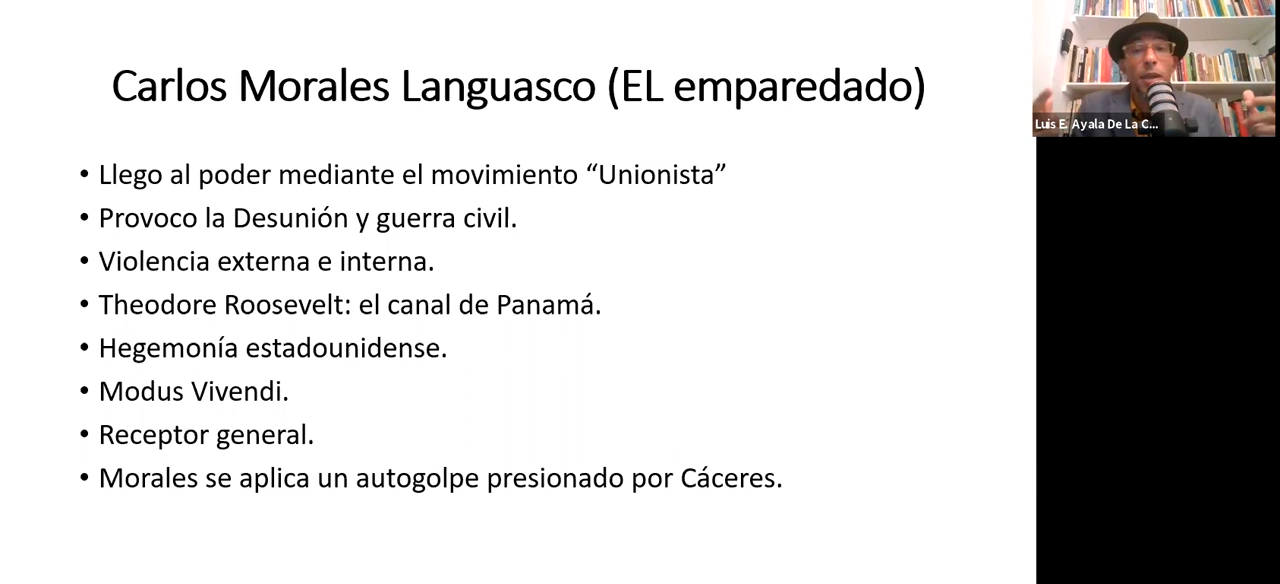 Carlos Morales Languasco (EL emparedado)
• Llego al poder mediante el movimiento “Unionista”
• Provoco la Desunión y guerra civil.
• Violencia externa e interna.
• Theodore Roosevelt: el canal de Panamá.
• Hegemonía estadounidense.
• Modus Vivendi.
• Receptor general.
• Morales se aplica un autogolpe presionado por Cáceres.
Luis E. Ayala De La C...